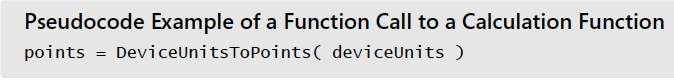 Pseudocode Example of a Function Call to a Calculation Function
points = DeviceUnitsToPoints( deviceUnits )